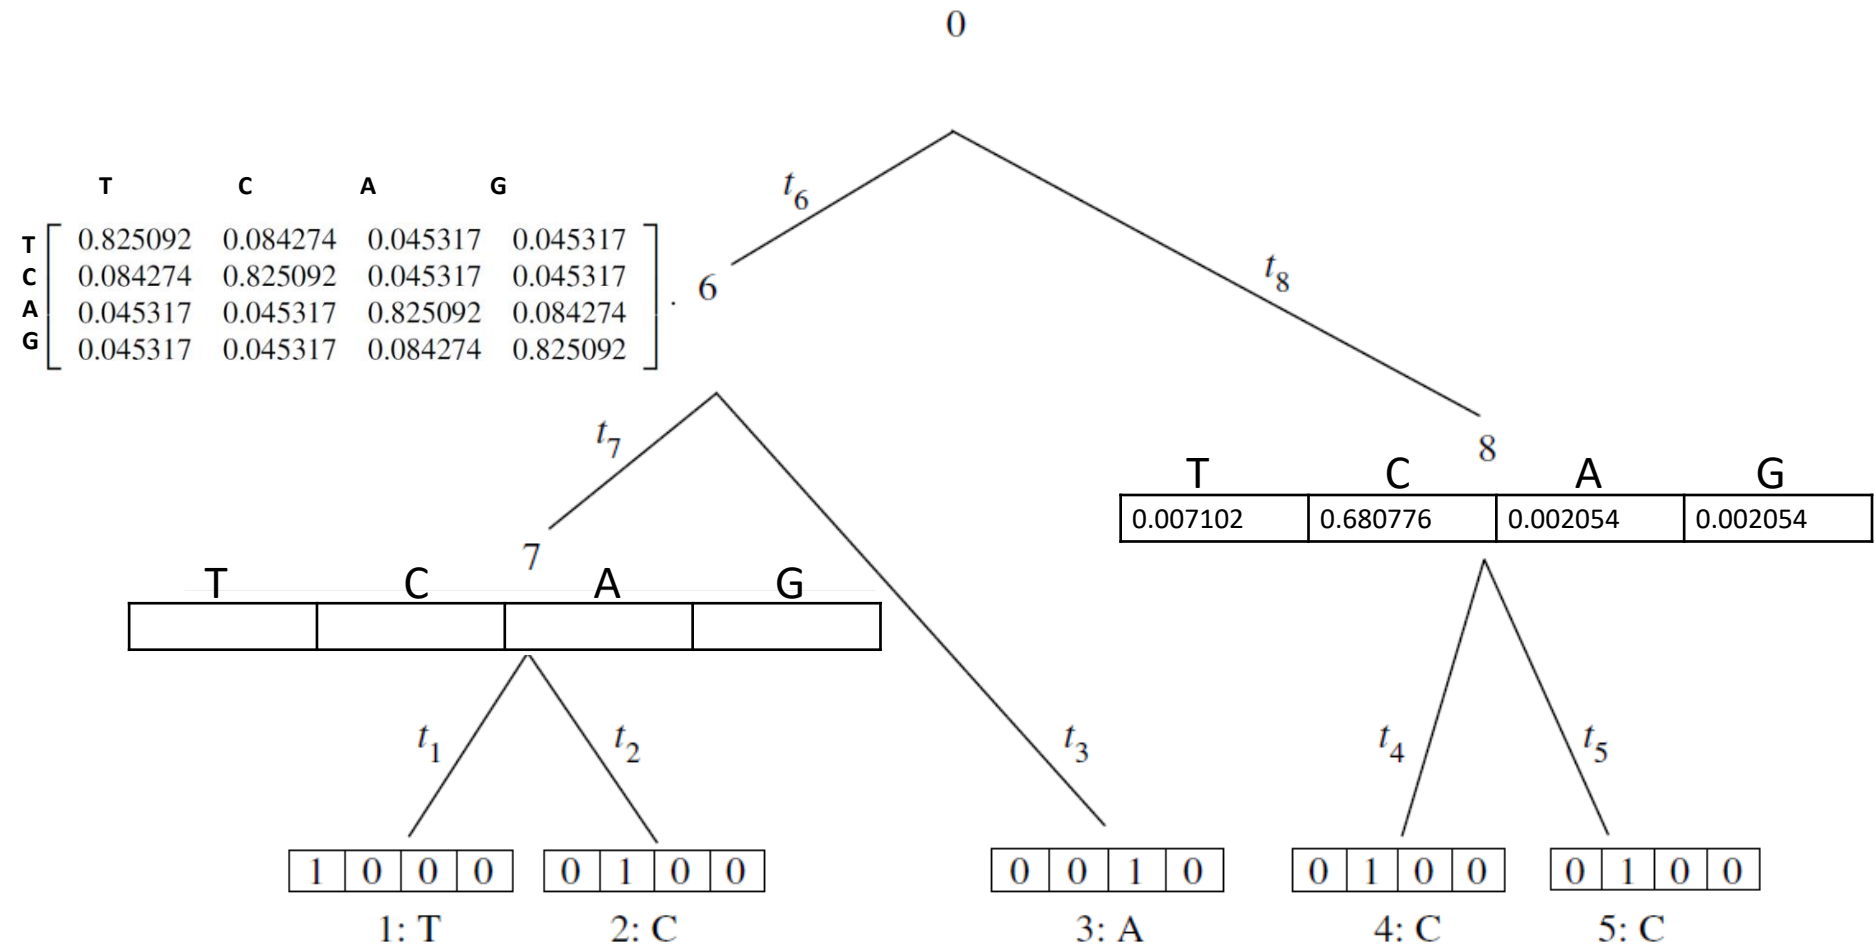 0
t6
T C A G
T 0.825092 0.084274 0.045317 0.045317
C 0.084274 0.825092 0.045317 0.045317
A 0.045317 0.045317 0.825092 0.084274
G 0.045317 0.045317 0.084274 0.825092
.
6
t8
t7
8
T C A G
0.007102 0.680776 0.002054 0.002054
7
T C A G
t1 t2 t3 t4 t5
1 0 0 0 0 1 0 0 0 0 1 0 0 1 0 0 0 1 0 0
1: T 2: C 3: A 4: C 5: C